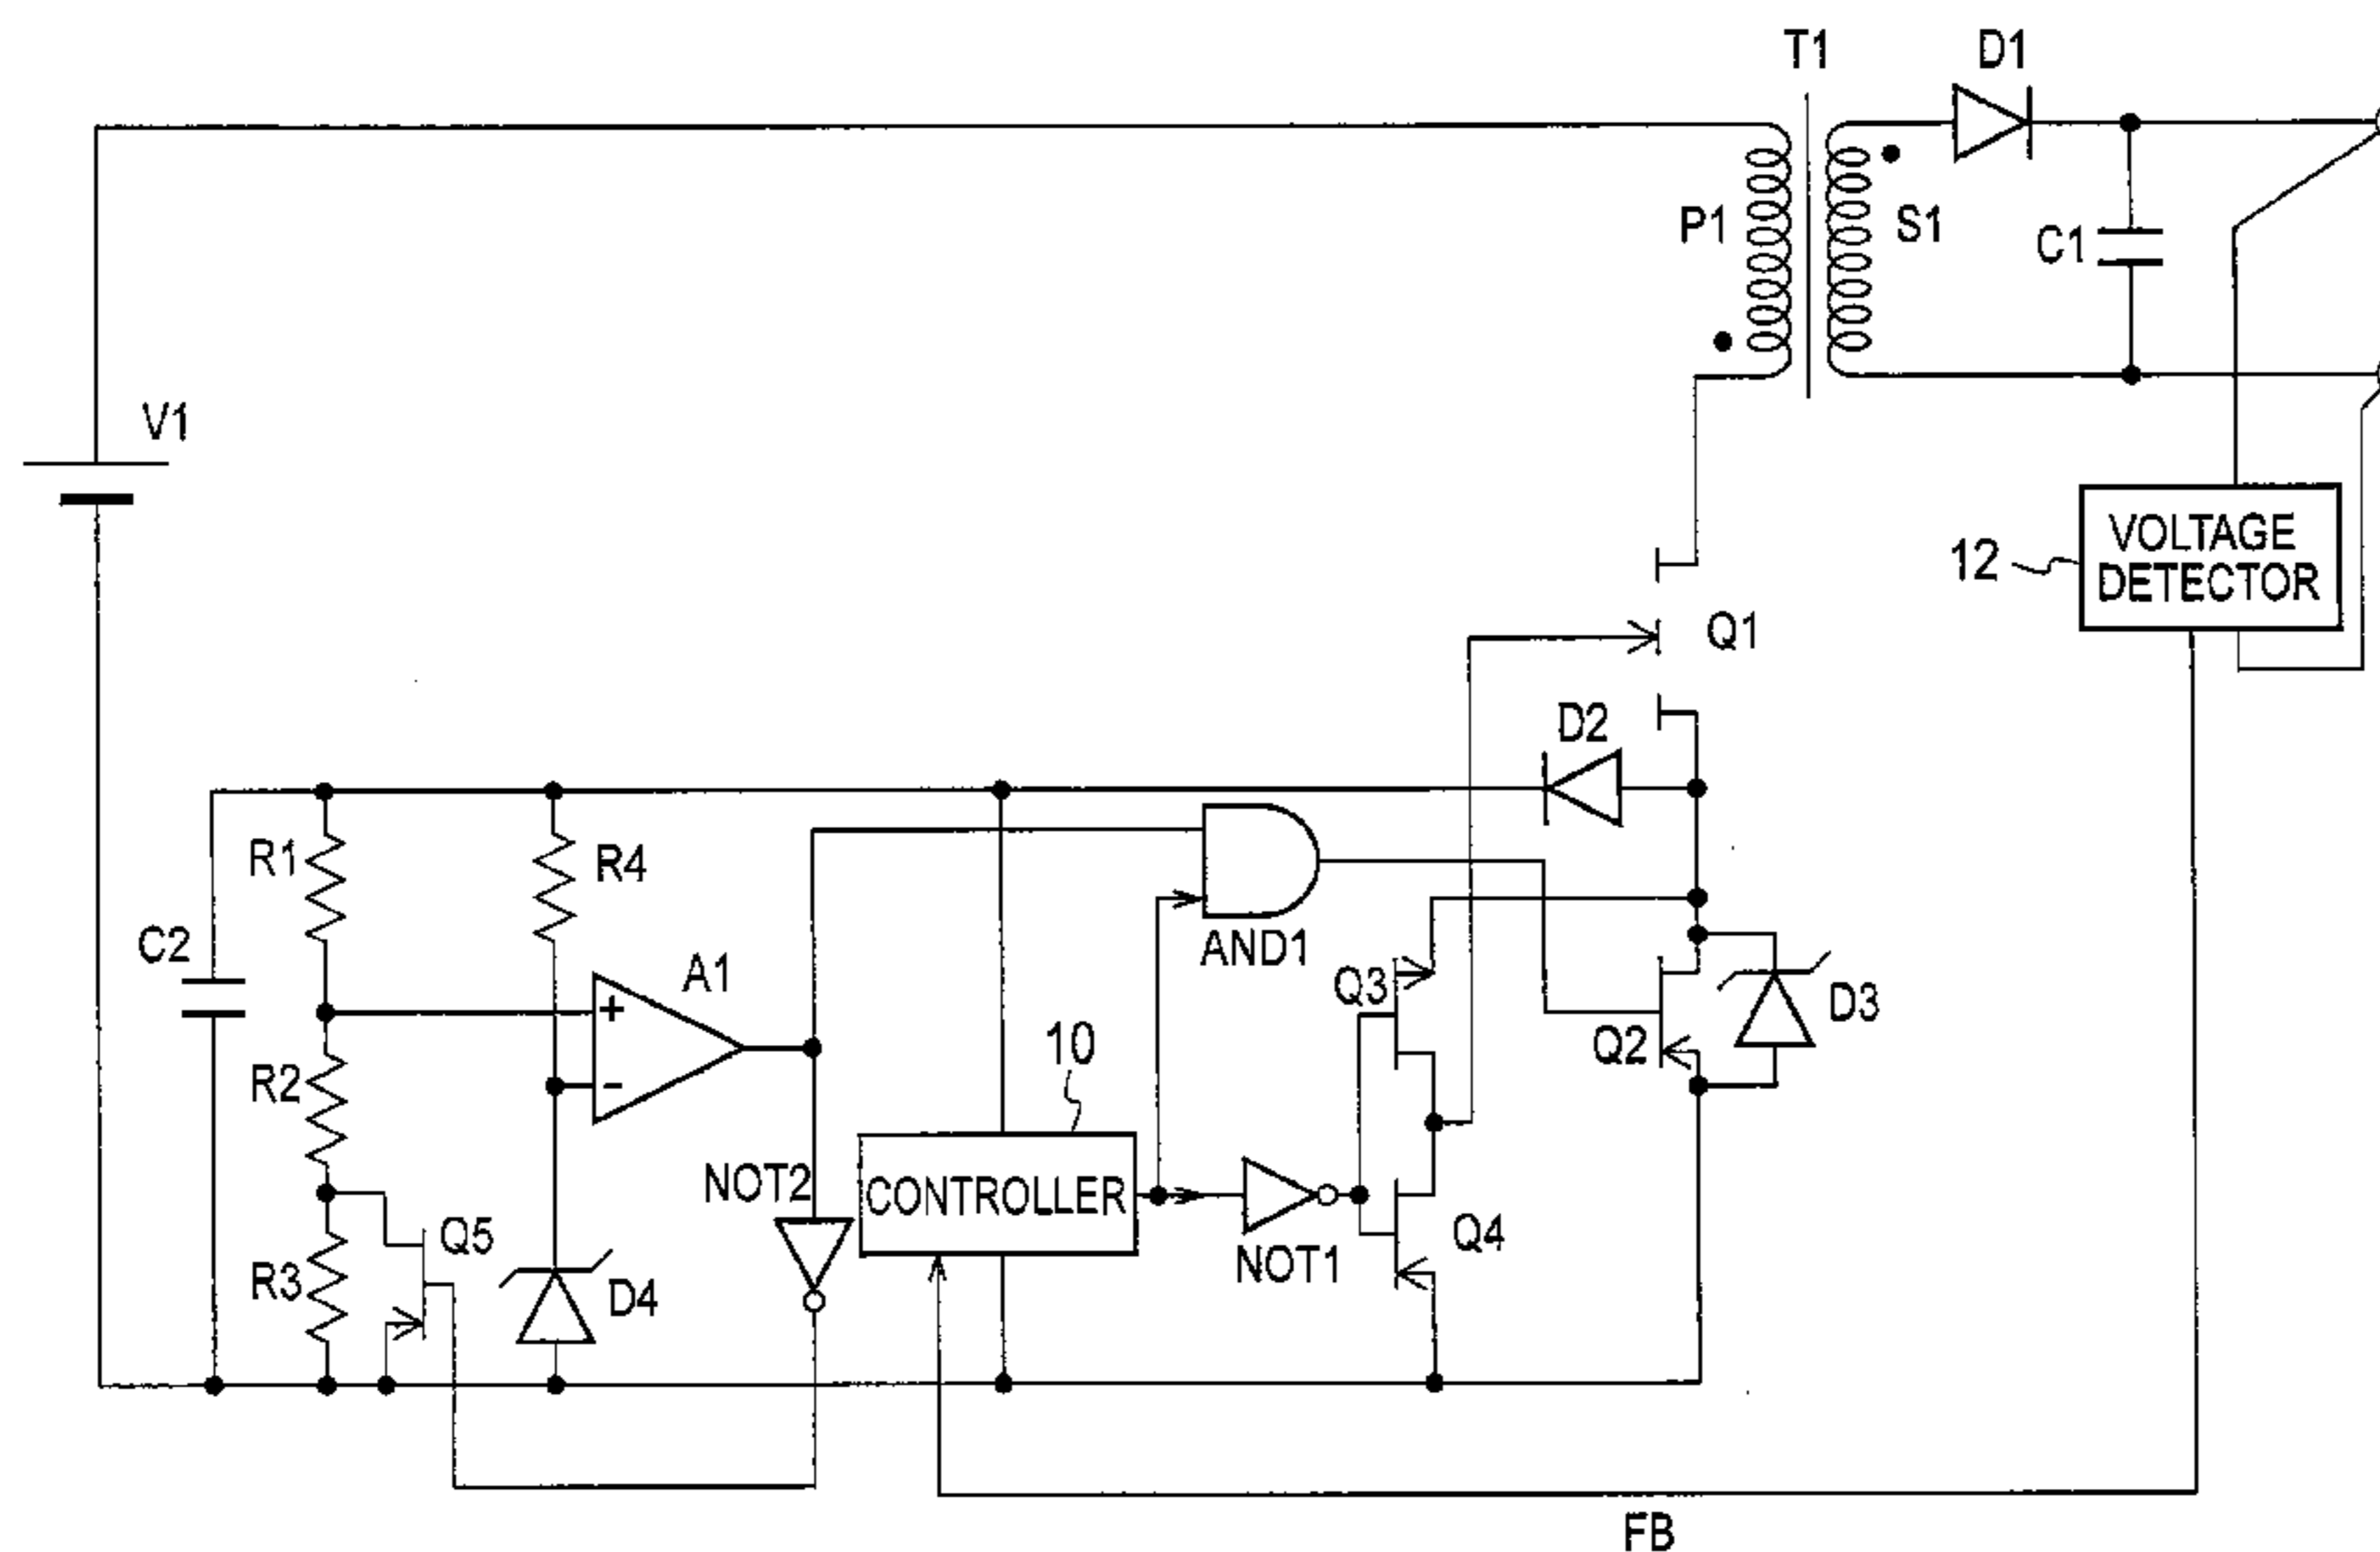 T1
D1
P1
S1
C1
V1
12
VOLTAGE
DETECTOR
Q1
D2
R1
R4
C2
A1
+
-
AND1
Q3
D3
Q2
10
R2
NOT2
CONTROLLER
Q5
Q4
NOT1
R3
D4
FB